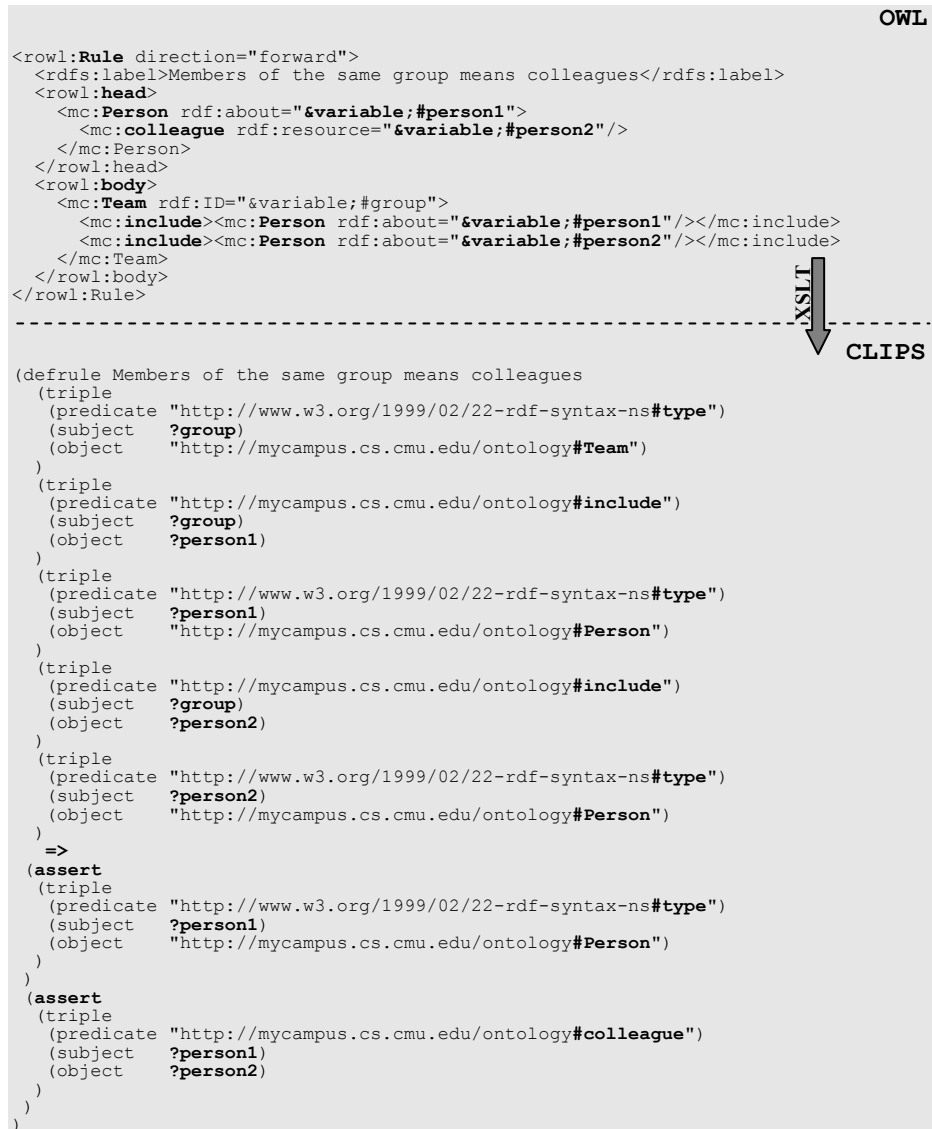 OWL
<rowl:Rule direction="forward">
  <rdfs:label>Members of the same group means colleagues</rdfs:label>
  <rowl:head>
    <mc:Person rdf:about="&variable;#person1">
      <mc:colleague rdf:resource="&variable;#person2"/>
    </mc:Person>
  </rowl:head>
  <rowl:body>
    <mc:Team rdf:ID="&variable;#group">
      <mc:include><mc:Person rdf:about="&variable;#person1"/></mc:include>
      <mc:include><mc:Person rdf:about="&variable;#person2"/></mc:include>
    </mc:Team>
  </rowl:body>
</rowl:Rule>
XSLT
CLIPS
(defrule Members of the same group means colleagues
  (triple
   (predicate "http://www.w3.org/1999/02/22-rdf-syntax-ns#type")
   (subject   ?group)
   (object    "http://mycampus.cs.cmu.edu/ontology#Team")
  )
  (triple
   (predicate "http://mycampus.cs.cmu.edu/ontology#include")
   (subject   ?group)
   (object    ?person1)
  )
  (triple
   (predicate "http://www.w3.org/1999/02/22-rdf-syntax-ns#type")
   (subject   ?person1)
   (object    "http://mycampus.cs.cmu.edu/ontology#Person")
  )
  (triple
   (predicate "http://mycampus.cs.cmu.edu/ontology#include")
   (subject   ?group)
   (object    ?person2)
  )
  (triple
   (predicate "http://www.w3.org/1999/02/22-rdf-syntax-ns#type")
   (subject   ?person2)
   (object    "http://mycampus.cs.cmu.edu/ontology#Person")
  )
   =>
 (assert
  (triple
   (predicate "http://www.w3.org/1999/02/22-rdf-syntax-ns#type")
   (subject   ?person1)
   (object    "http://mycampus.cs.cmu.edu/ontology#Person")
  )
 )
 (assert
  (triple
   (predicate "http://mycampus.cs.cmu.edu/ontology#colleague")
   (subject   ?person1)
   (object    ?person2)
  )
 )
)